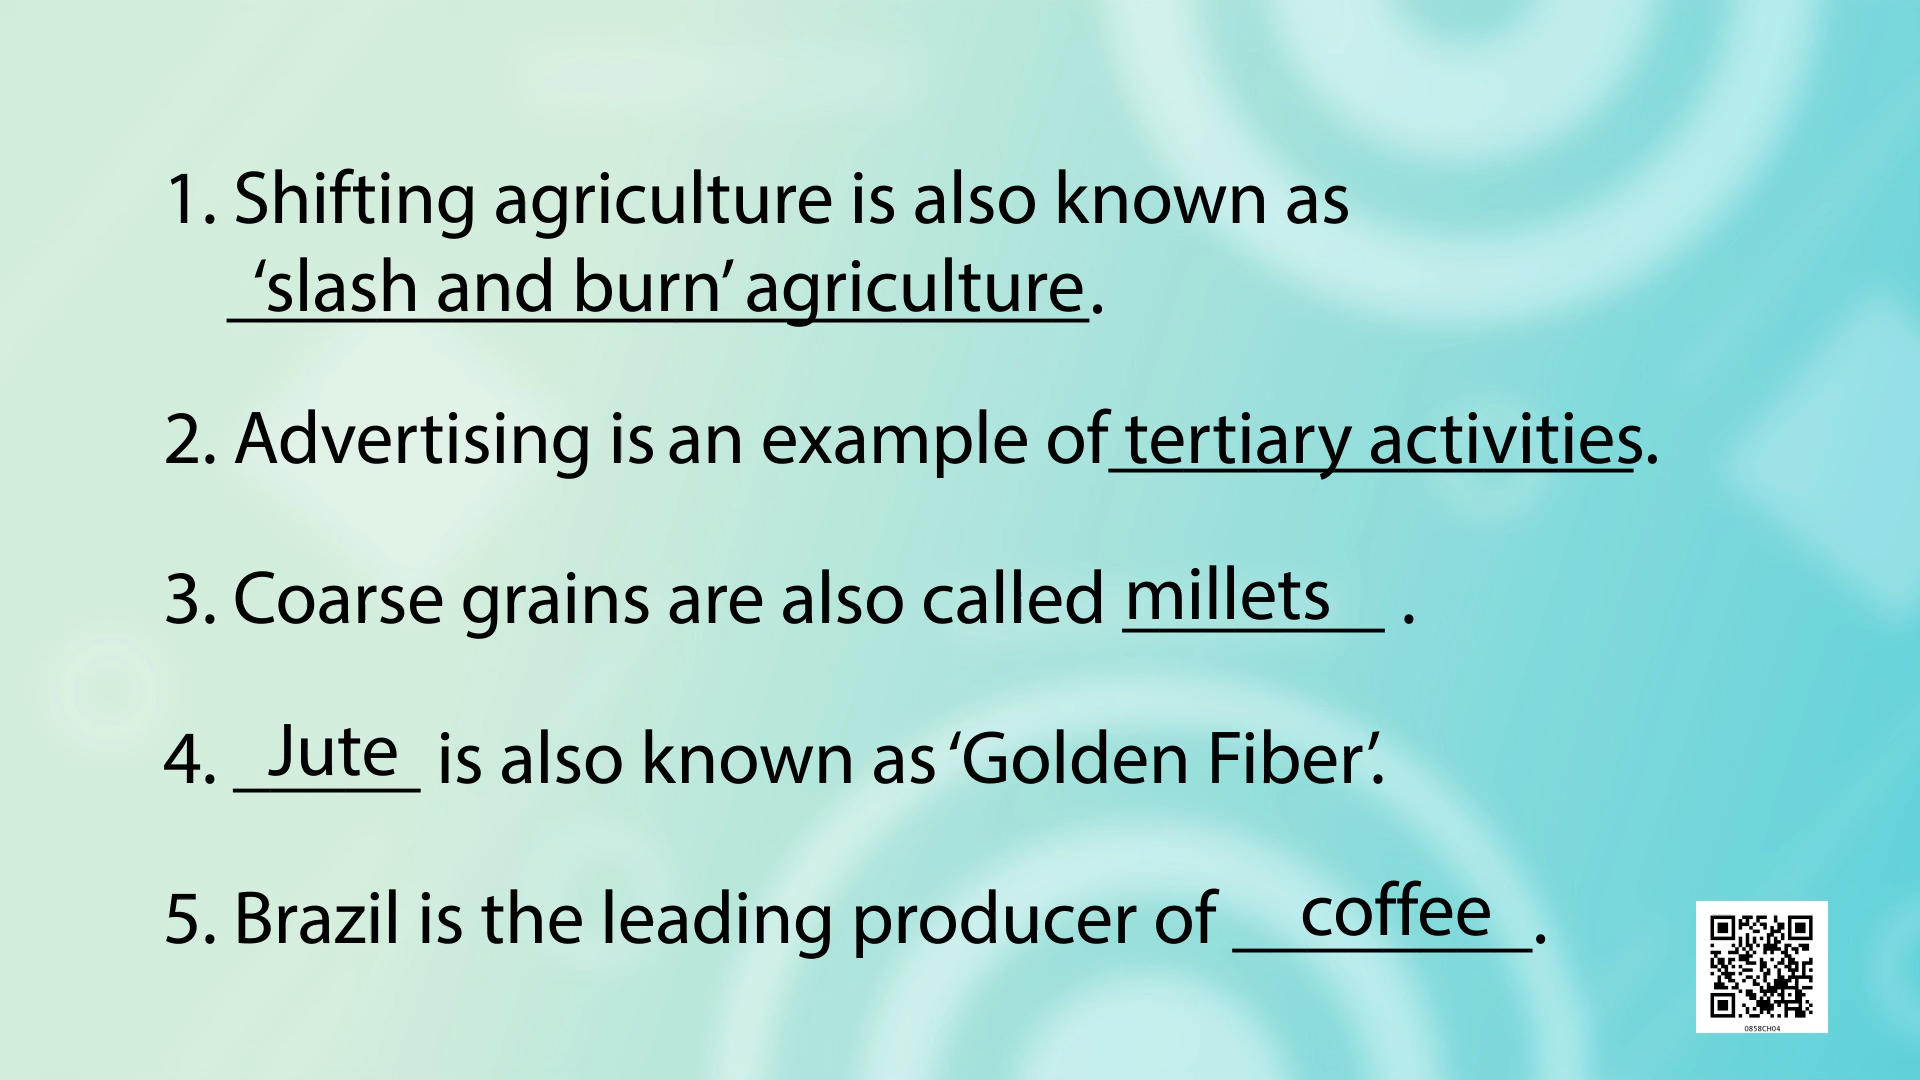 1. Shifting agriculture is also known as
‘slash and burn’ agriculture.
2. Advertising is an example of tertiary activities.
3. Coarse grains are also called millets .
4. Jute is also known as ‘Golden Fiber’.
5. Brazil is the leading producer of coffee.
0858CH04